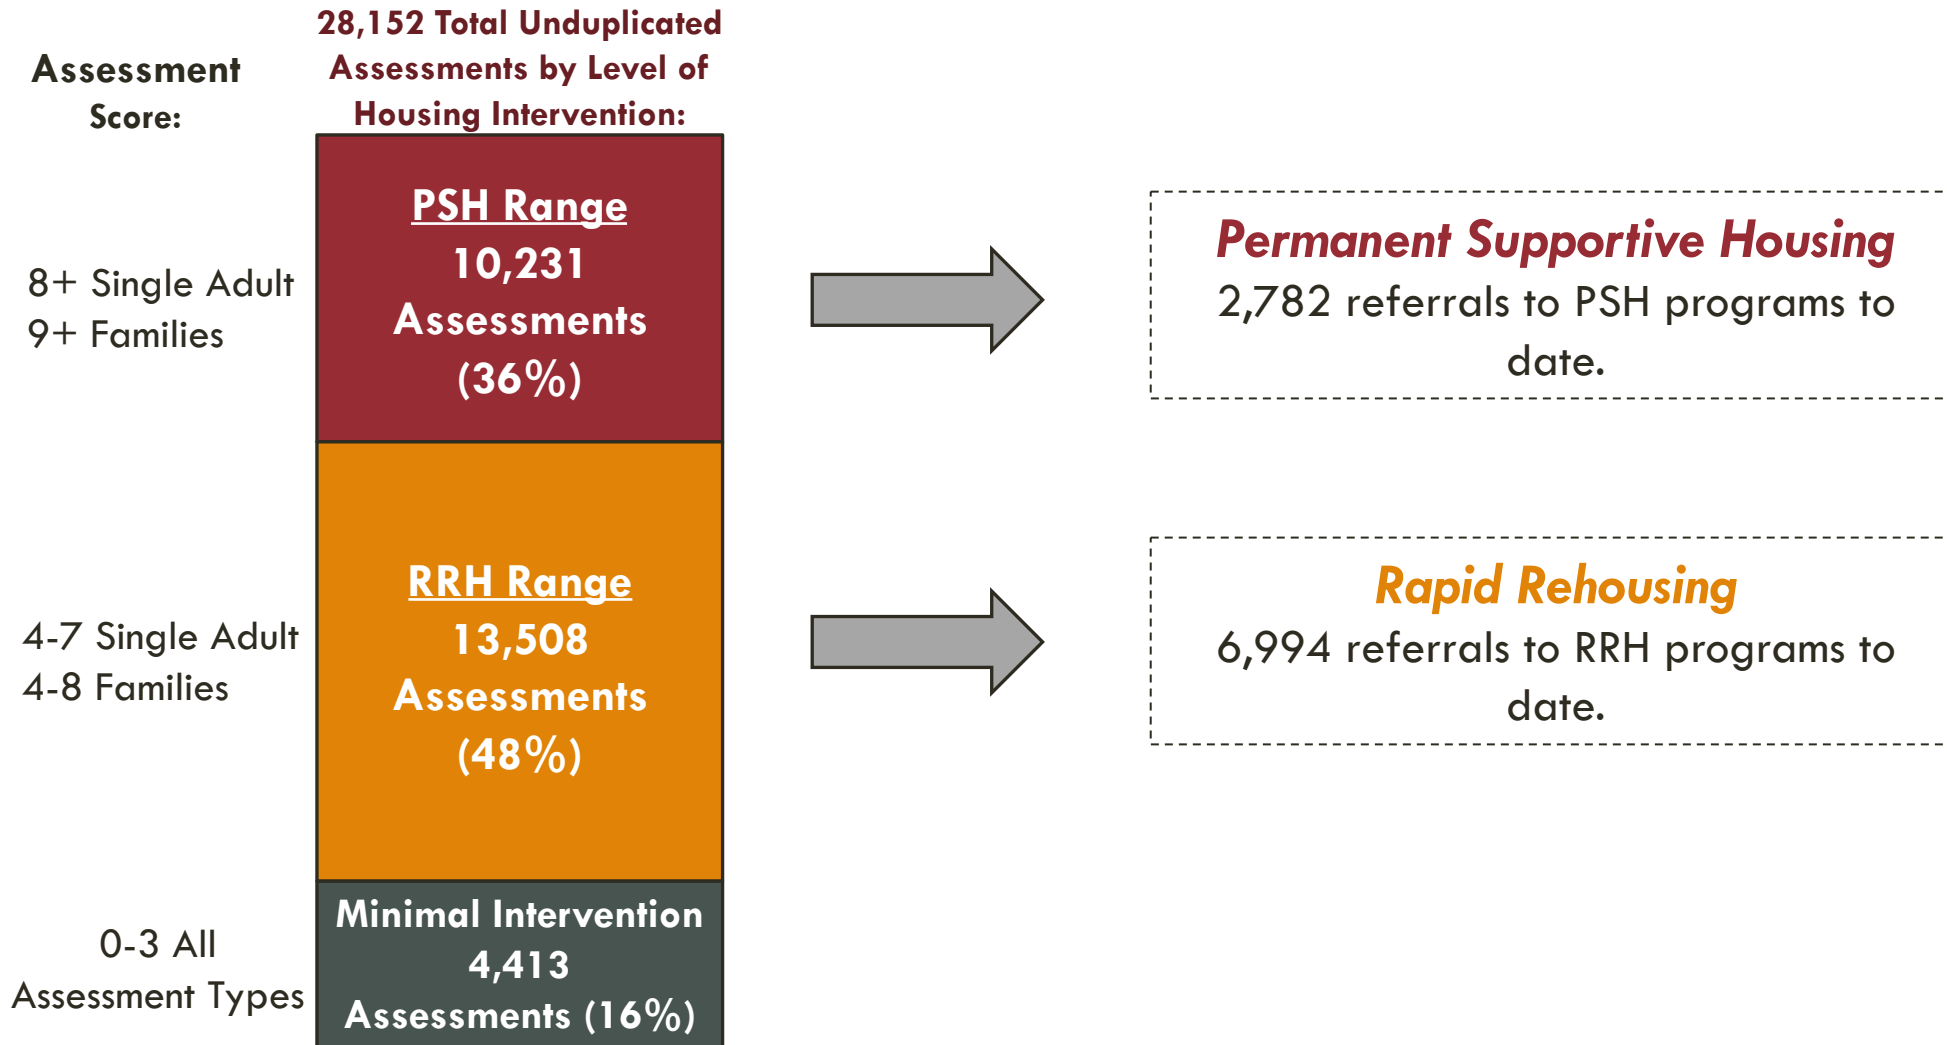 Assessment
Score:
28,152 Total Unduplicated
Assessments by Level of
Housing Intervention:
8+ Single Adult
9+ Families
PSH Range
10,231
Assessments
(36%)
Permanent Supportive Housing
2,782 referrals to PSH programs to
date.
4-7 Single Adult
4-8 Families
RRH Range
13,508
Assessments
(48%)
Rapid Rehousing
6,994 referrals to RRH programs to
date.
0-3 All
Assessment Types
Minimal Intervention
4,413
Assessments (16%)